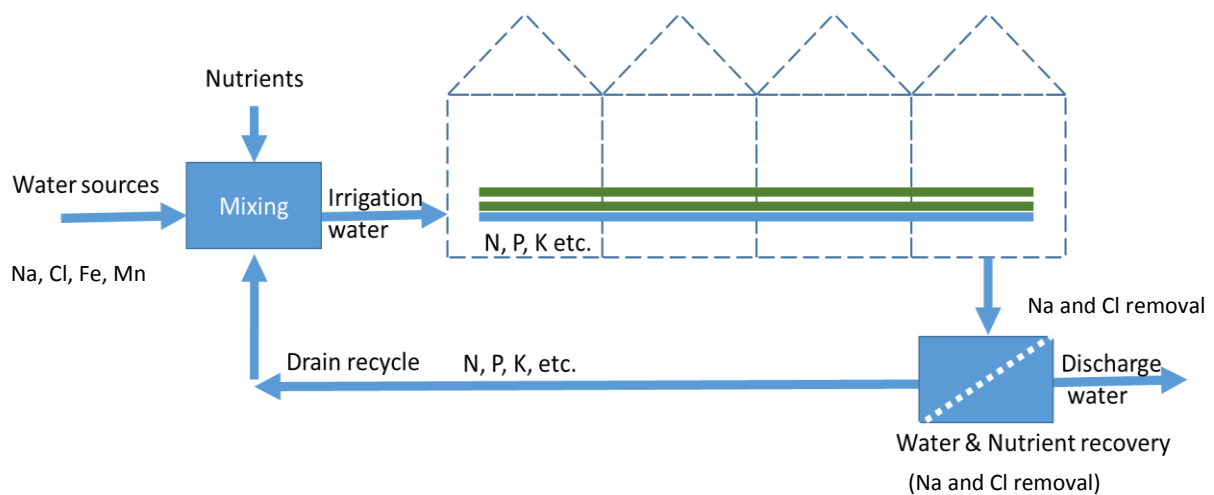 Nutrients
Water sources
Mixing
Irrigation
water
Na, Cl, Fe, Mn
N, P, K etc.
Na and Cl removal
Drain recycle
N, P, K, etc.
Discharge
water
Water & Nutrient recovery
(Na and Cl removal)